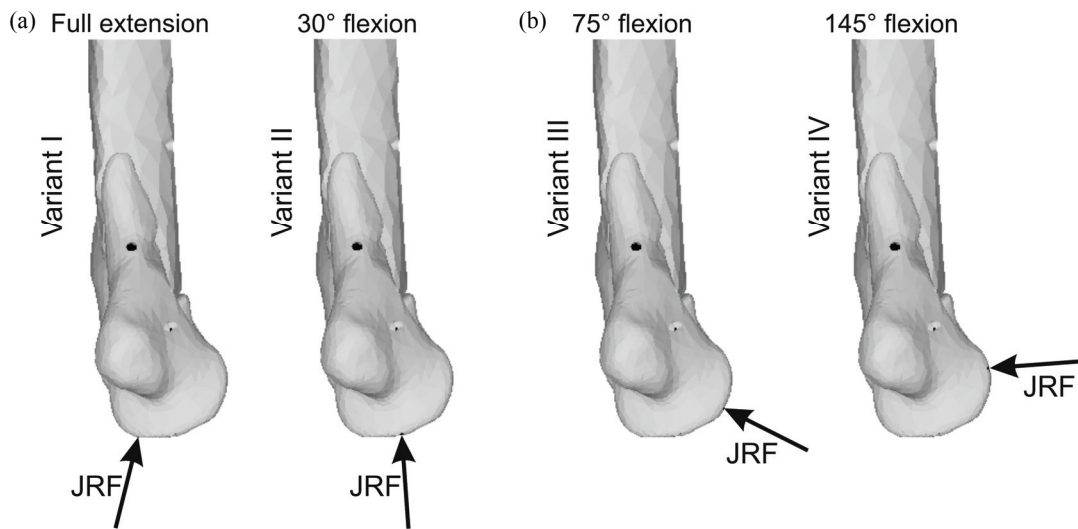 (a) Full extension
30° flexion
(b) 75° flexion
145° flexion
Variant I
Variant II
Variant III
Variant IV
JRF
JRF
JRF
JRF